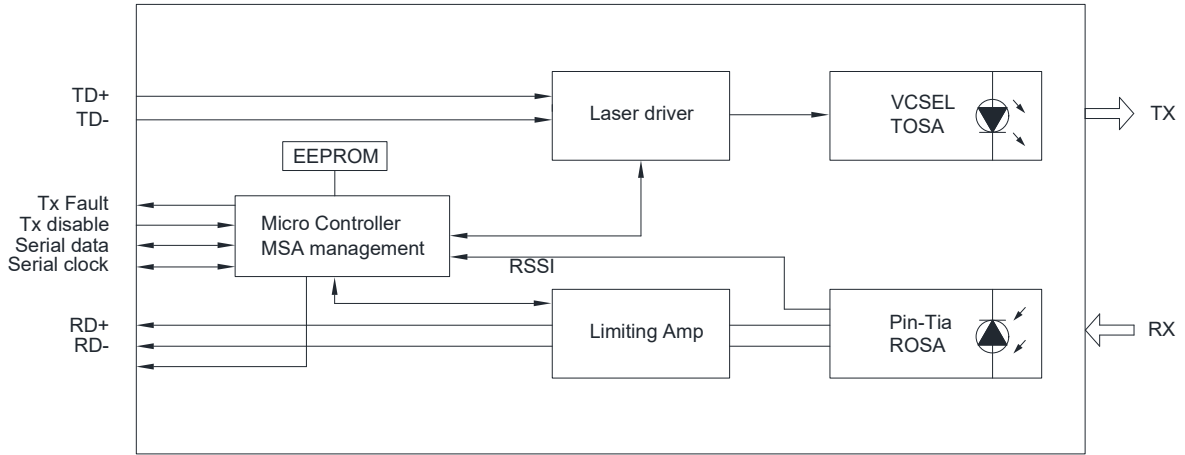 TD+
TD-
Laser driver
VCSEL
TOSA
TX
EEPROM
Tx Fault
Tx disable
Serial data
Serial clock
Micro Controller
MSA management
RSSI
RD+
RD-
Limiting Amp
Pin-Tia
ROSA
RX